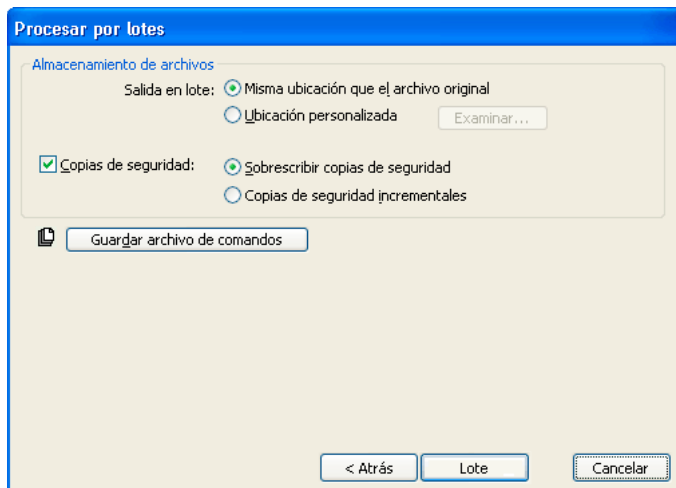 Procesar por lotes
Almacenamiento de archivos
Salida en lote: Misma ubicación que el archivo original
Ubicación personalizada Examinar...
Copias de seguridad: Sobrescribir copias de seguridad
Copias de seguridad incrementales
Guardar archivo de comandos
< Atrás Lote Cancelar